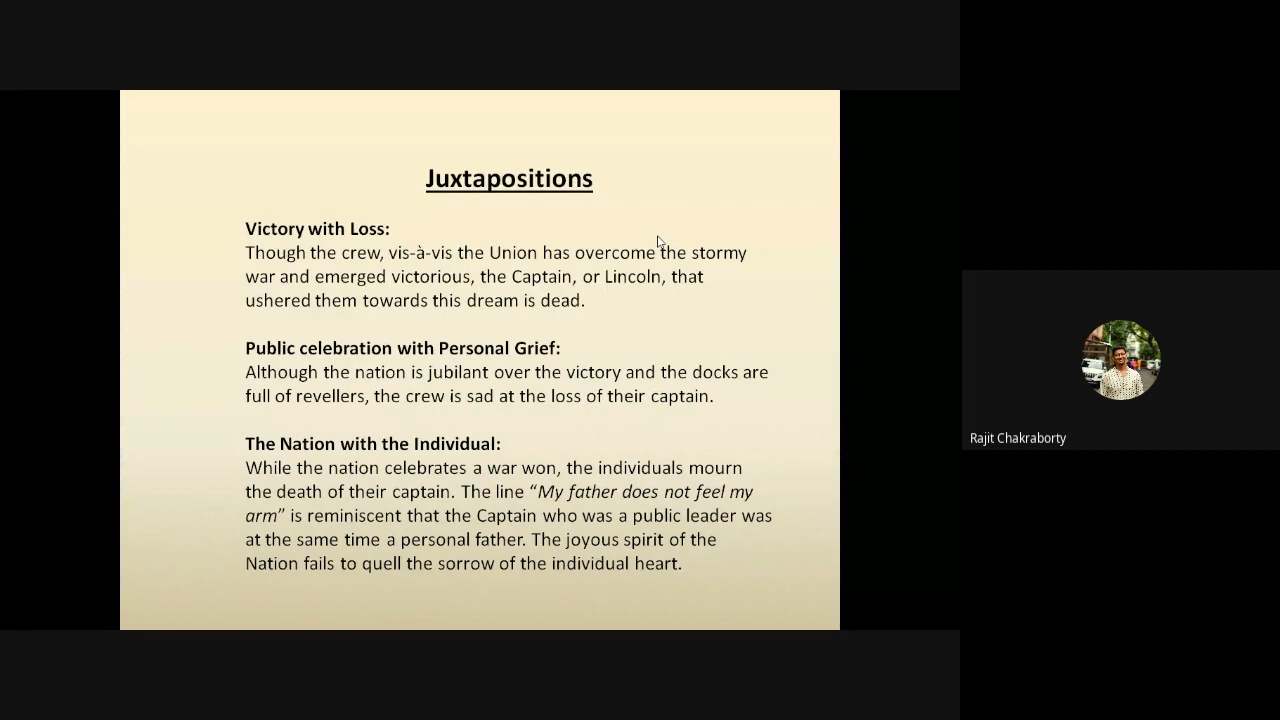 Juxtapositions
Victory with Loss:
Though the crew, vis-à-vis the Union has overcome the stormy
war and emerged victorious, the Captain, or Lincoln, that
ushered them towards this dream is dead.
Public celebration with Personal Grief:
Although the nation is jubilant over the victory and the docks are
full of revellers, the crew is sad at the loss of their captain.
The Nation with the Individual:
While the nation celebrates a war won, the individuals mourn
the death of their captain. The line “My father does not feel my
arm” is reminiscent that the Captain who was a public leader was
at the same time a personal father. The joyous spirit of the
Nation fails to quell the sorrow of the individual heart.
Rajit Chakraborty